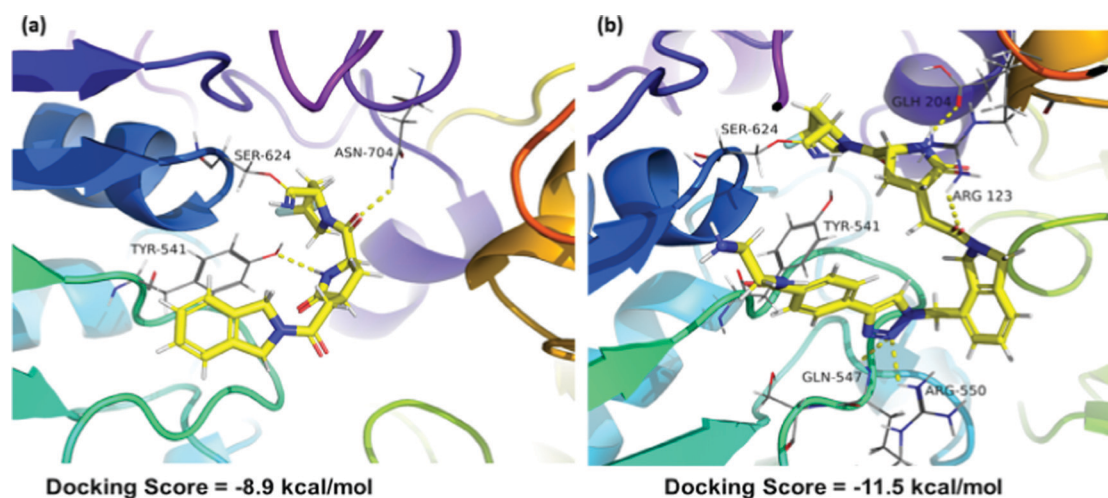 (a)
SER-624
ASN-704
TYR-541
Docking Score = -8.9 kcal/mol
(b)
GLH 204
SER-624
ARG 123
TYR-541
GLN-547
ARG-550
Docking Score = -11.5 kcal/mol